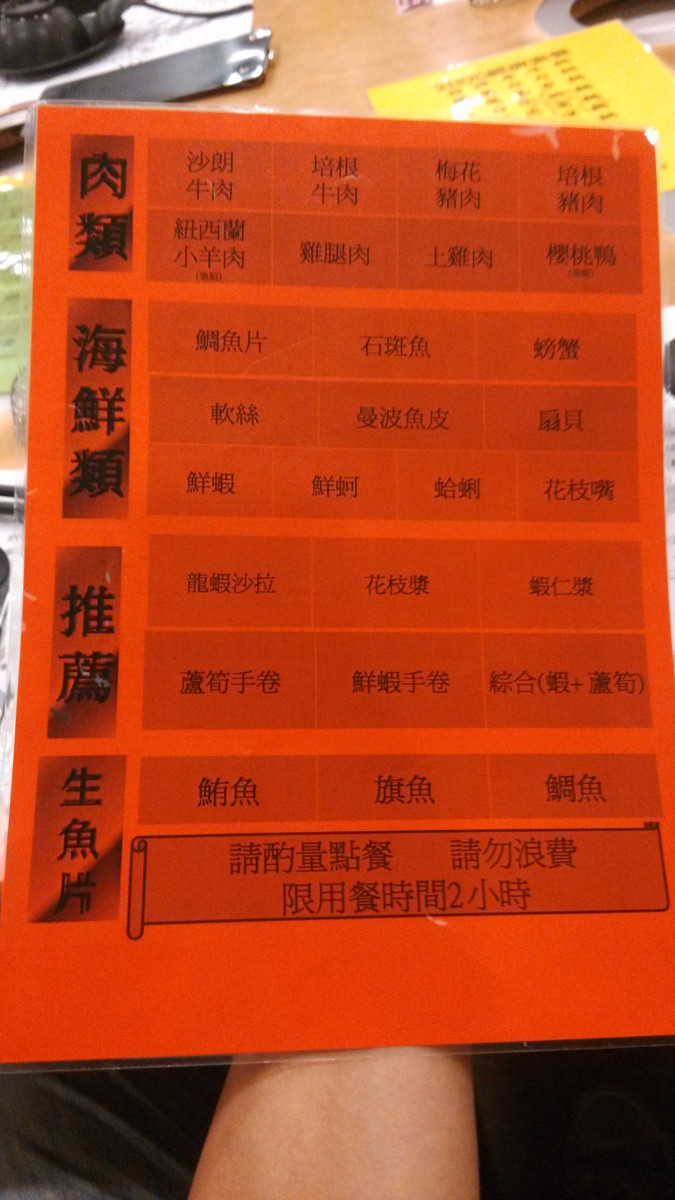 肉類
沙朗 培根 梅花 培根
牛肉 牛肉 豬肉 豬肉
紐西蘭
小羊肉 雞腿肉 土雞肉 櫻桃鴨
海鮮類
鯛魚片 石斑魚 螃蟹
軟絲 曼波魚皮 扇貝
鮮蝦 鮮蚵 蛤蜊 花枝嘴
推薦
龍蝦沙拉 花枝漿 蝦仁漿
蘆筍手卷 鮮蝦手卷 綜合(蝦+蘆筍)
生魚片
鮪魚 旗魚 鯛魚
請酌量點餐 請勿浪費
限用餐時間2小時